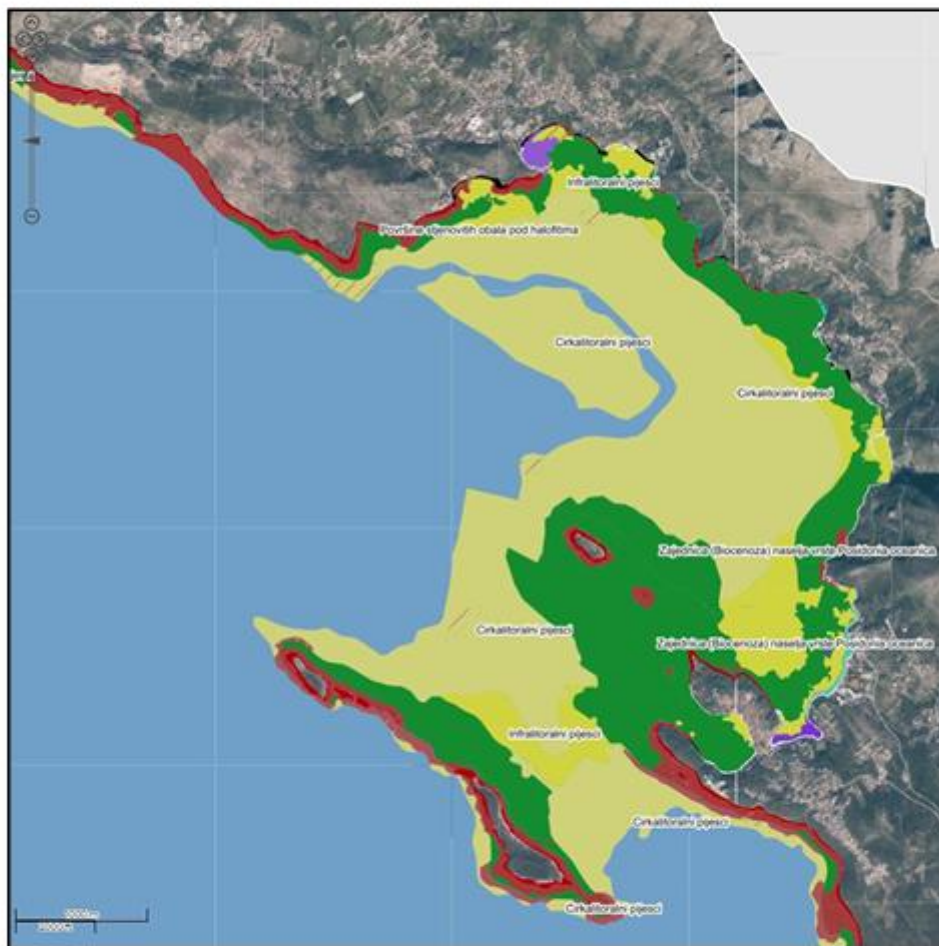 Infralitoralni pijesci
Površine stjenovitih obala pod halofitima
Cirkalitoralni pijesci
Cirkalitoralni pijesci
Zajednica (Biocenoza) naselja vrste Posidonia oceanica
Cirkalitoralni pijesci
Zajednica (Biocenoza) naselja vrste Posidonia oceanica
Infralitoralni pijesci
Cirkalitoralni pijesci
Cirkalitoralni pijesci